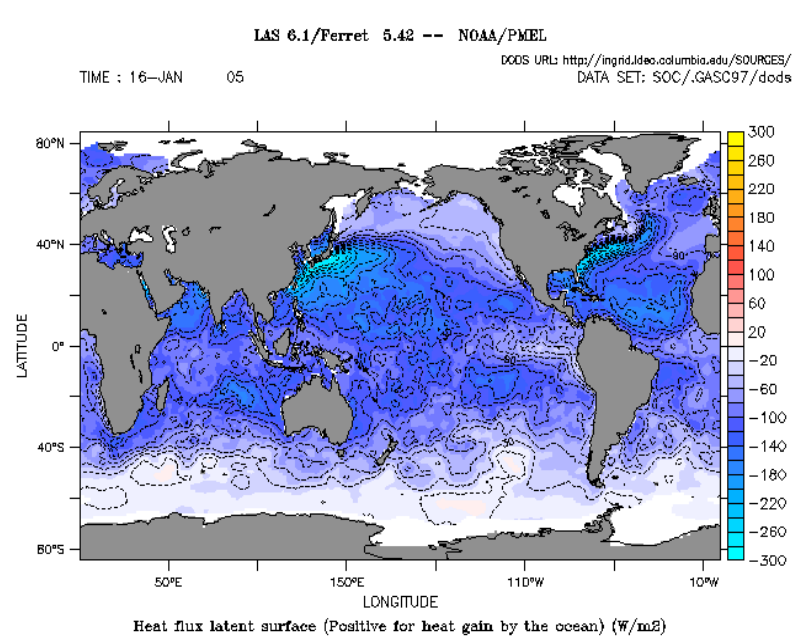 LAS 6.1/Ferret 5.42 -- NOAA/PMEL
DODS URL: http://ingrid.ldeo.columbia.edu/SOURCES/
TIME : 16-JAN 05
DATA SET: SOC/.GASC97/dods
80°N
40°N
0°
40°S
80°S
LATITUDE
50°E
150°E
110°W
10°W
LONGITUDE
300
260
220
180
140
100
60
20
-20
-60
-100
-140
-180
-220
-260
-300
Heat flux latent surface (Positive for heat gain by the ocean) (W/m2)